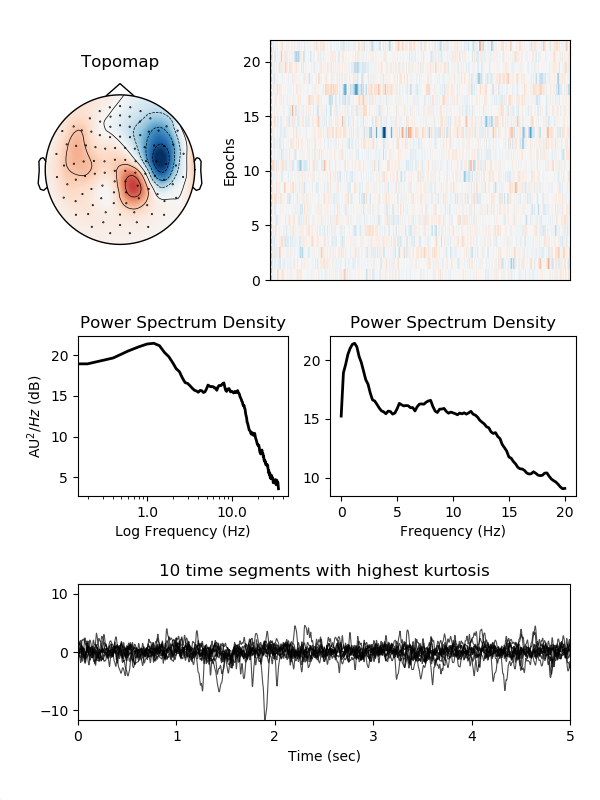 Topomap
Epochs
20
15
10
5
0
Power Spectrum Density
AU²/Hz (dB)
20
15
10
5
1.0 10.0
Log Frequency (Hz)
Power Spectrum Density
20
15
10
0 5 10 15 20
Frequency (Hz)
10 time segments with highest kurtosis
10
0
−10
0 1 2 3 4 5
Time (sec)